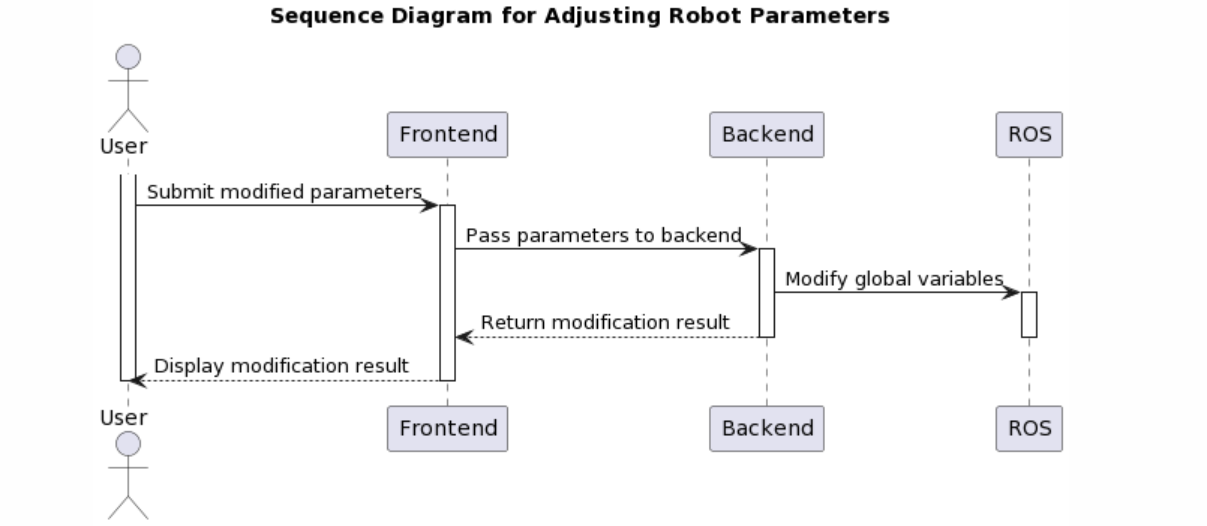 Sequence Diagram for Adjusting Robot Parameters
User
Frontend
Backend
ROS
Submit modified parameters
Pass parameters to backend
Modify global variables
Return modification result
Display modification result
User
Frontend
Backend
ROS